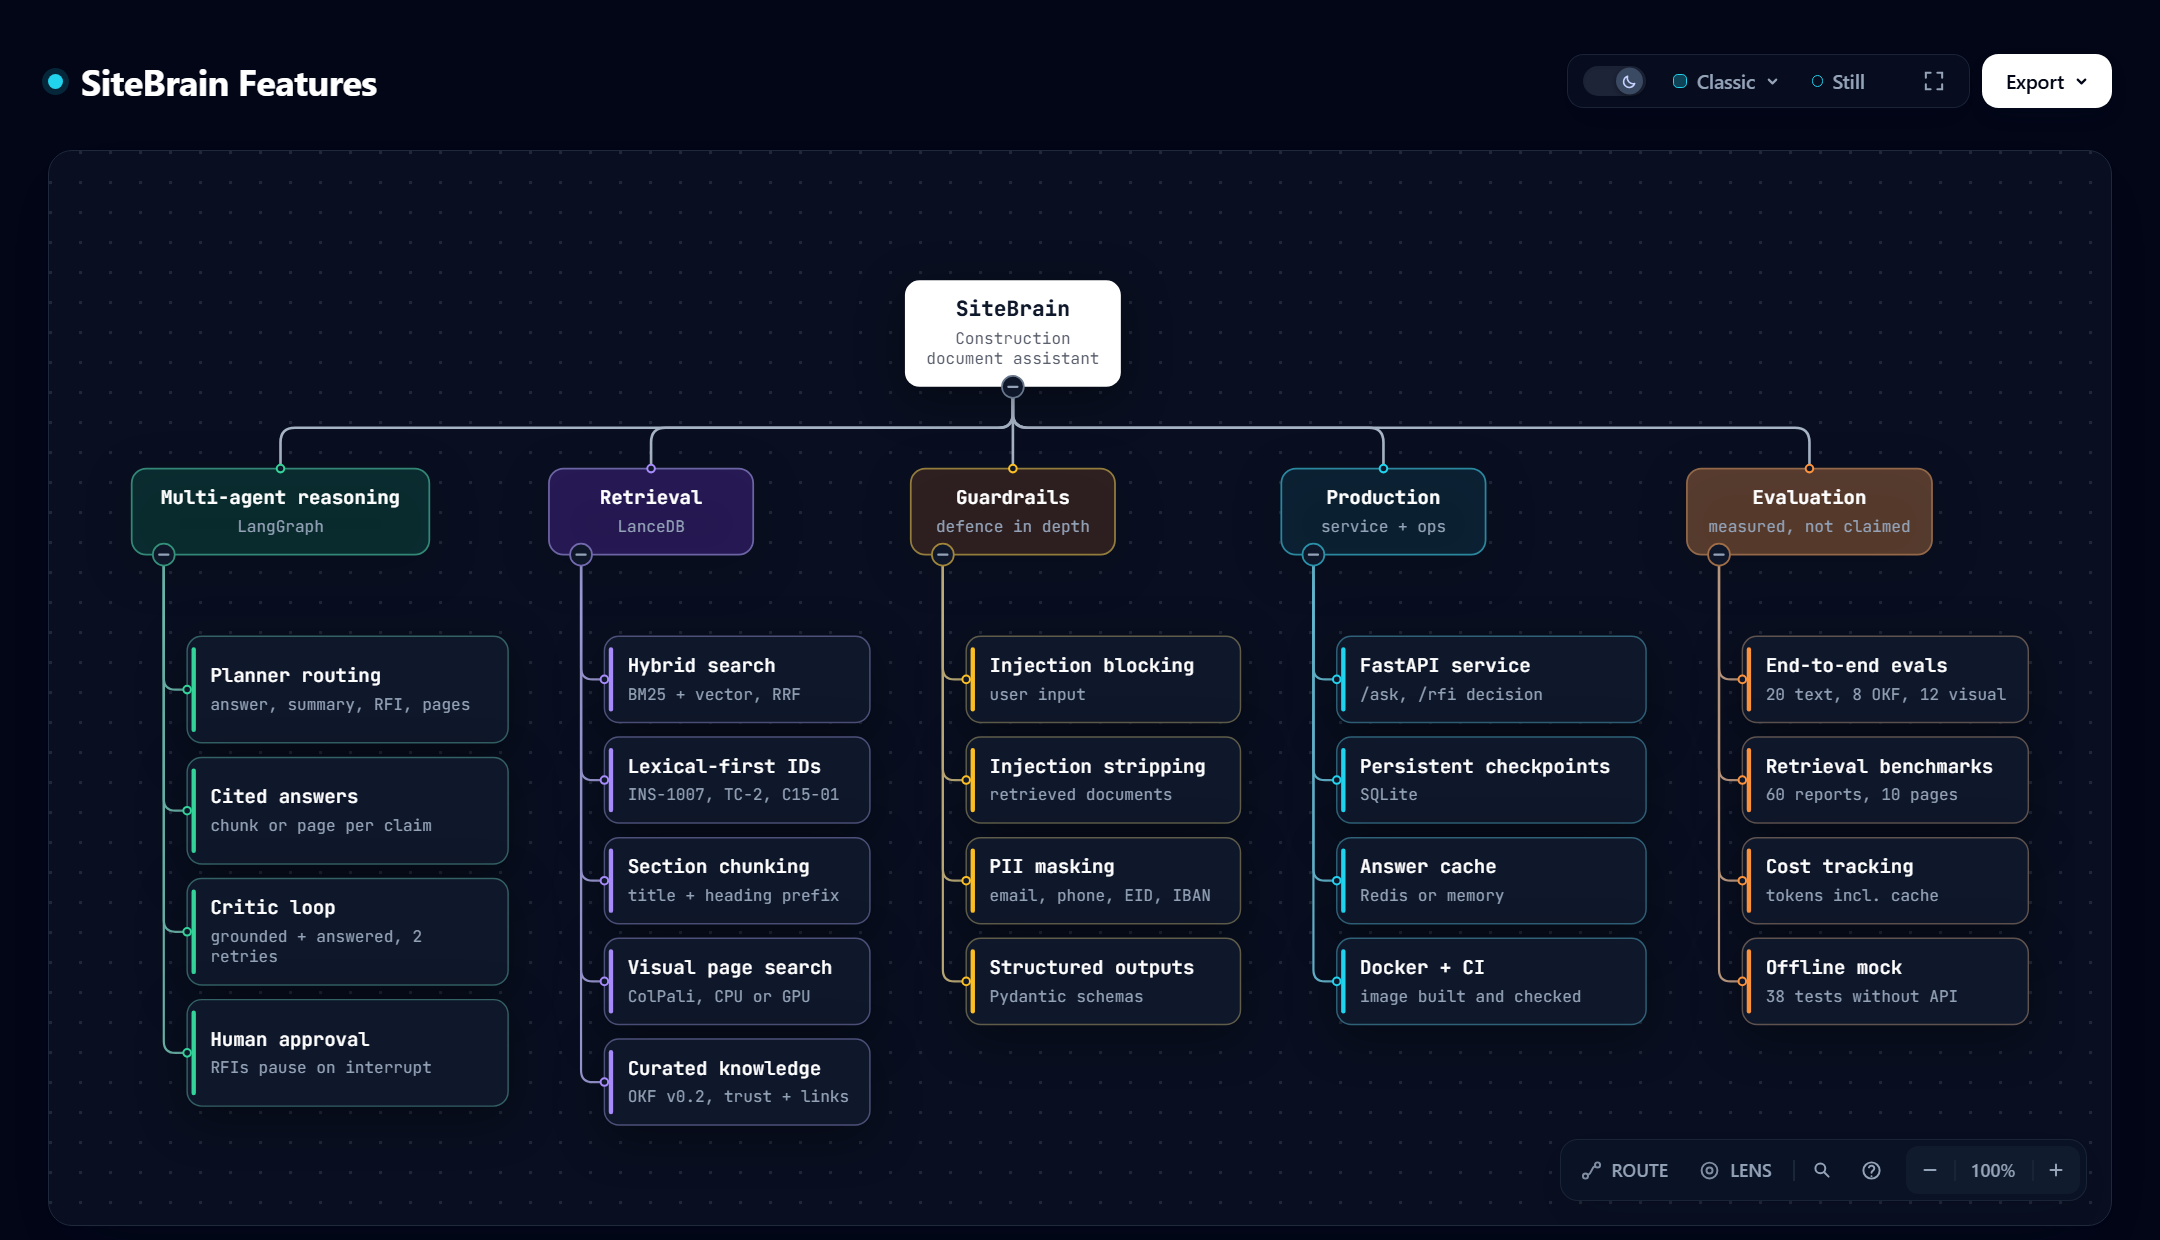 SiteBrain Features
Classic
Still
Export
SiteBrain
Construction
document assistant
Multi-agent reasoning
LangGraph
Planner routing
answer, summary, RFI, pages
Cited answers
chunk or page per claim
Critic loop
grounded + answered, 2
retries
Human approval
RFIs pause on interrupt
Retrieval
LanceDB
Hybrid search
BM25 + vector, RRF
Lexical-first IDs
INS-1007, TC-2, C15-01
Section chunking
title + heading prefix
Visual page search
ColPali, CPU or GPU
Curated knowledge
OKF v0.2, trust + links
Guardrails
defence in depth
Injection blocking
user input
Injection stripping
retrieved documents
PII masking
email, phone, EID, IBAN
Structured outputs
Pydantic schemas
Production
service + ops
FastAPI service
/ask, /rfi decision
Persistent checkpoints
SQLite
Answer cache
Redis or memory
Docker + CI
image built and checked
Evaluation
measured, not claimed
End-to-end evals
20 text, 8 OKF, 12 visual
Retrieval benchmarks
60 reports, 10 pages
Cost tracking
tokens incl. cache
Offline mock
38 tests without API
ROUTE
LENS
100%